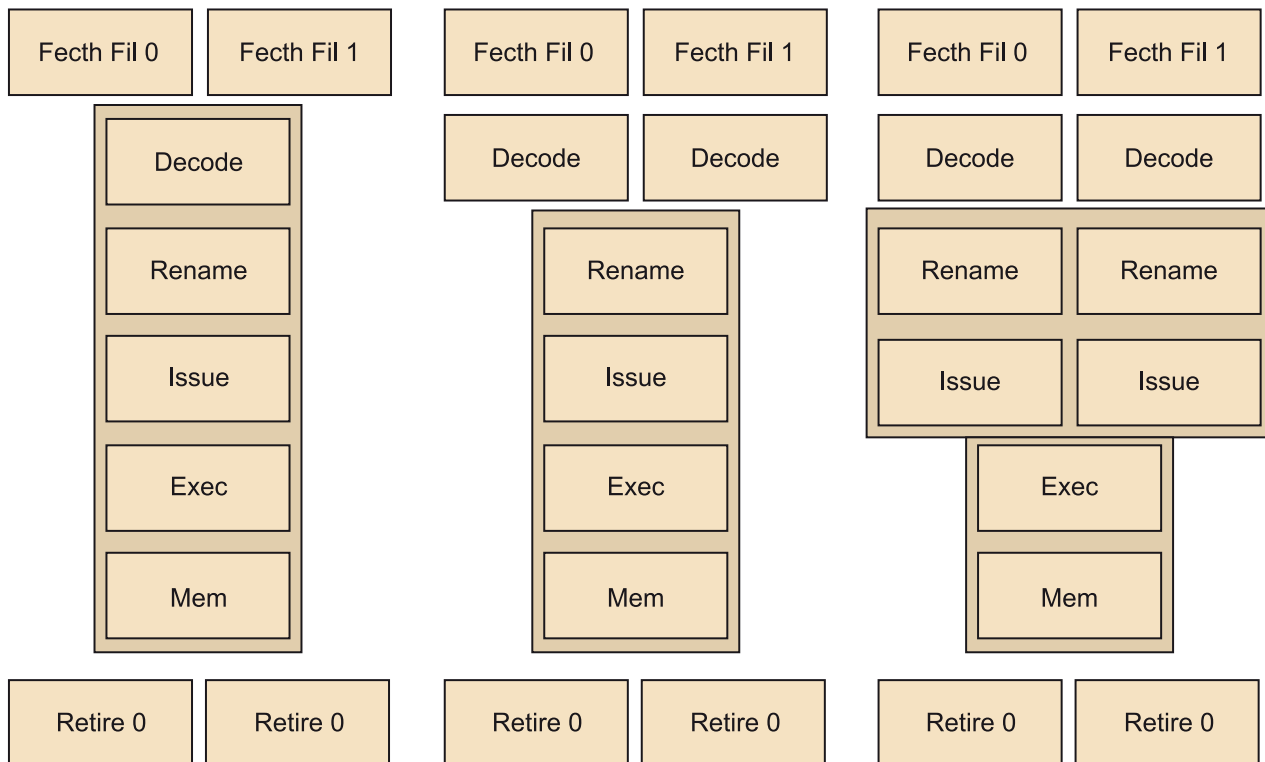 Fecth Fil 0
Fecth Fil 1
Decode
Rename
Issue
Exec
Mem
Retire 0
Retire 0
Fecth Fil 0
Fecth Fil 1
Decode
Decode
Rename
Issue
Exec
Mem
Retire 0
Retire 0
Fecth Fil 0
Fecth Fil 1
Decode
Decode
Rename
Rename
Issue
Issue
Exec
Mem
Retire 0
Retire 0